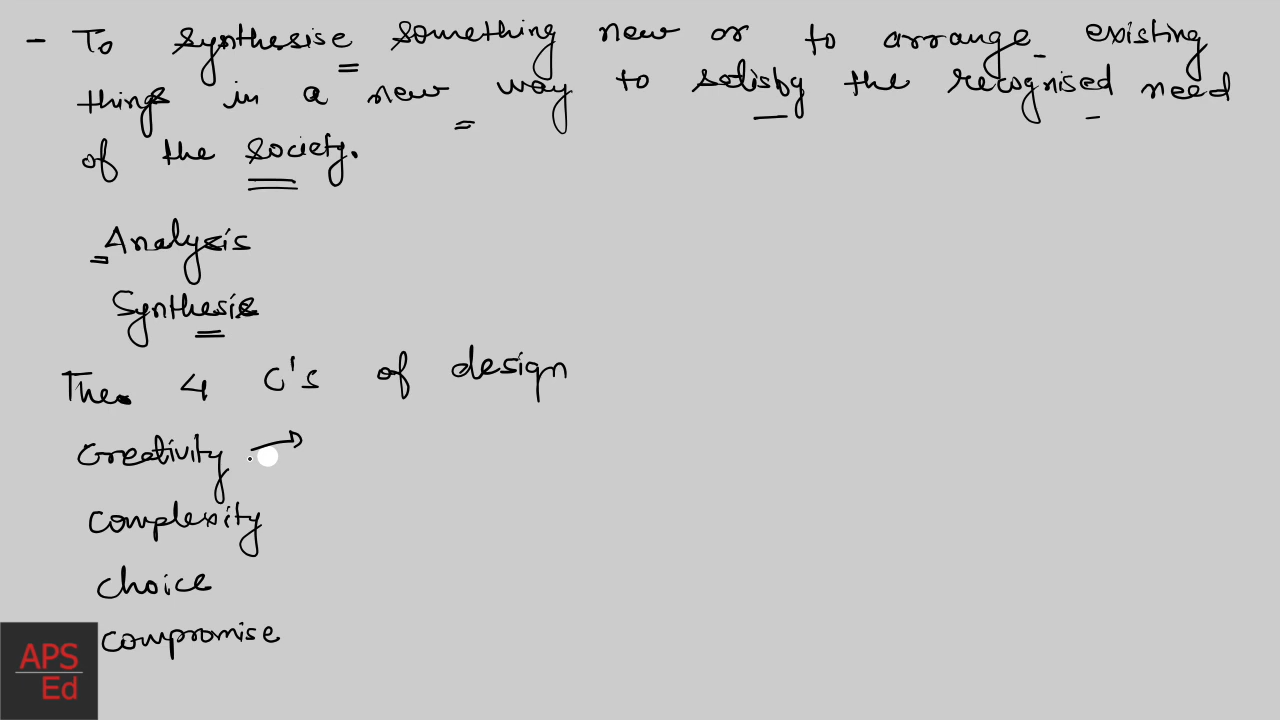 - To synthesise something new or to arrange existing
things in a new way to satisfy the recognised need
of the society.
Analysis
Synthesis
The 4 C's of design
Creativity →
Complexity
Choice
Compromise
APS
Ed